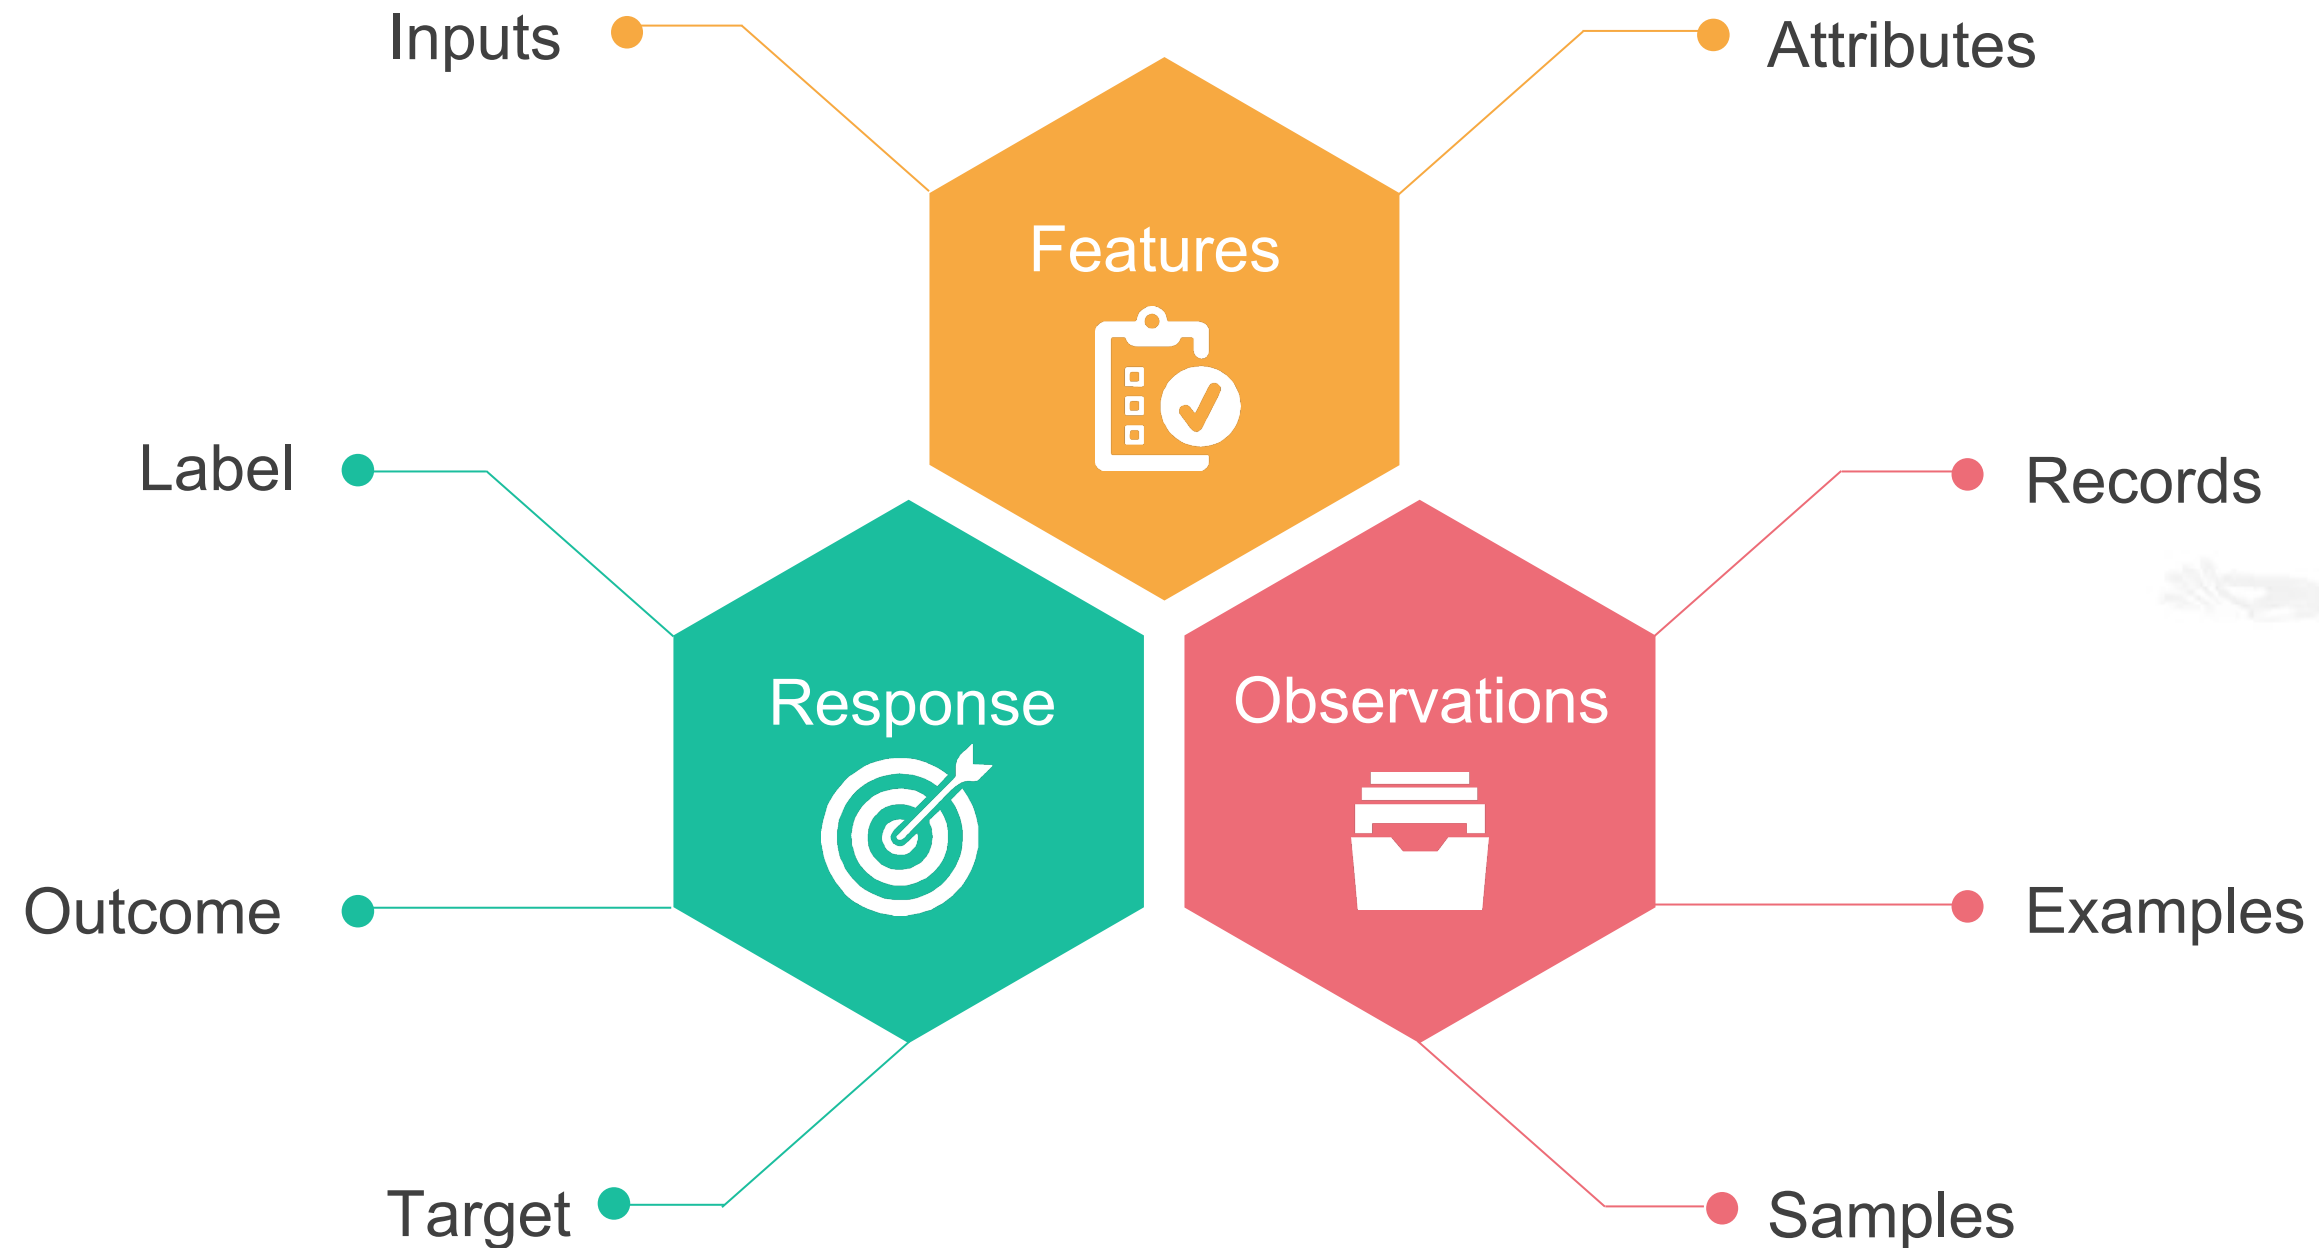 Inputs
Attributes
Features
Label
Records
Response
Observations
Outcome
Examples
Target
Samples